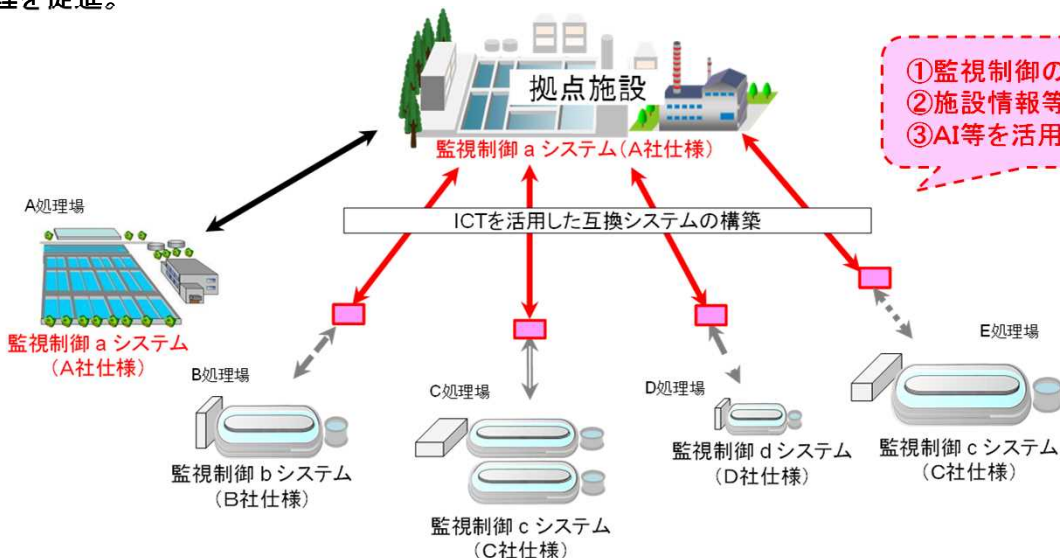 理を促進。
拠点施設
監視制御aシステム(A社仕様)
①監視制御の
②施設情報等
③AI等を活用
ICTを活用した互換システムの構築
A処理場
監視制御aシステム
(A社仕様)
B処理場
監視制御bシステム
(B社仕様)
C処理場
監視制御cシステム
(C社仕様)
D処理場
監視制御dシステム
(D社仕様)
E処理場
監視制御cシステム
(C社仕様)